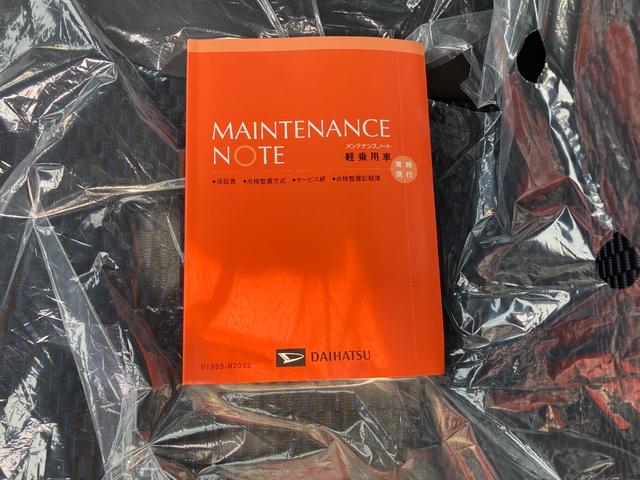 MAINTENANCE
NOTE
メンテナンスノート
軽乗用車
常時
携行
●保証書 ●点検整備方式 ●サービス網 ●点検整備記録簿
01989-B2032
DAIHATSU